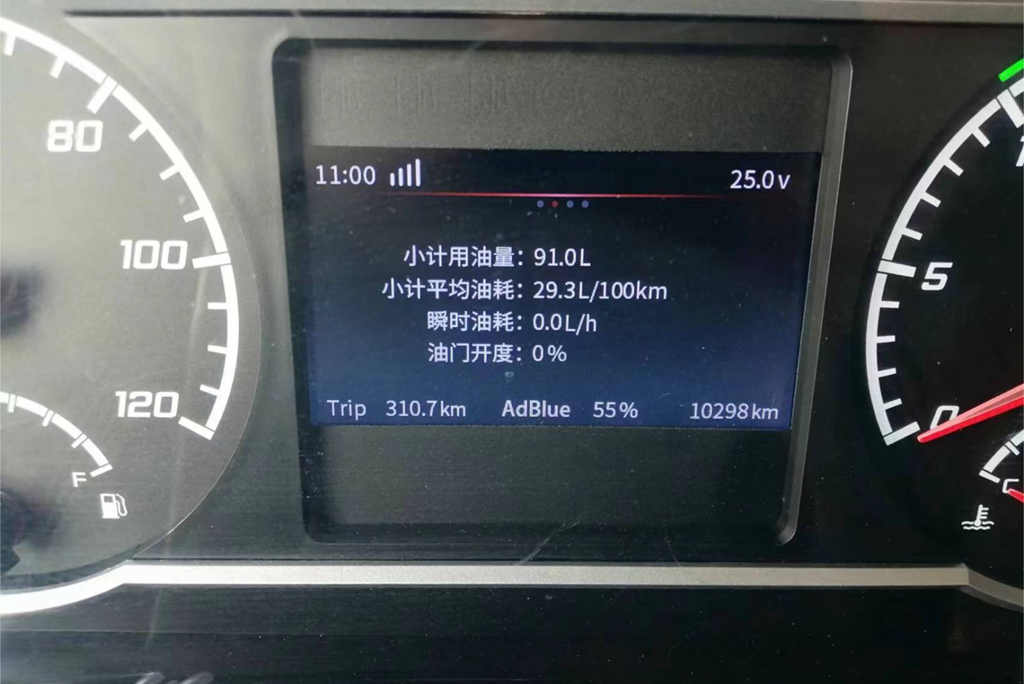 80
100
120
F
11:00 25.0v
小计用油量：91.0L
小计平均油耗：29.3L/100km
瞬时油耗：0.0L/h
油门开度：0%
Trip 310.7km AdBlue 55% 10298km
5
0
C